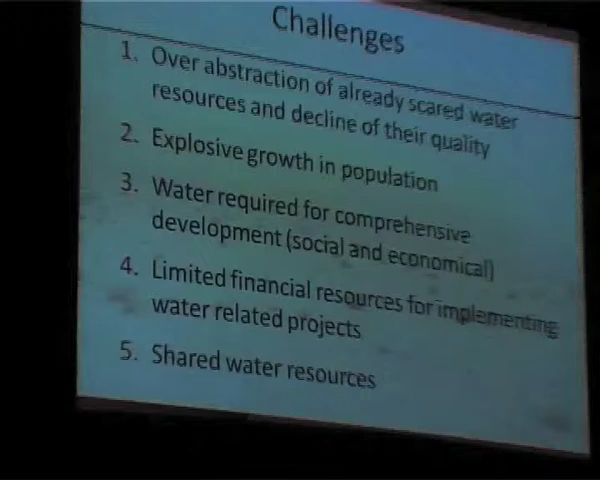 Challenges
1. Over abstraction of already scared water
resources and decline of their quality
2. Explosive growth in population
3. Water required for comprehensive
development (social and economical)
4. Limited financial resources for implementing
water related projects
5. Shared water resources